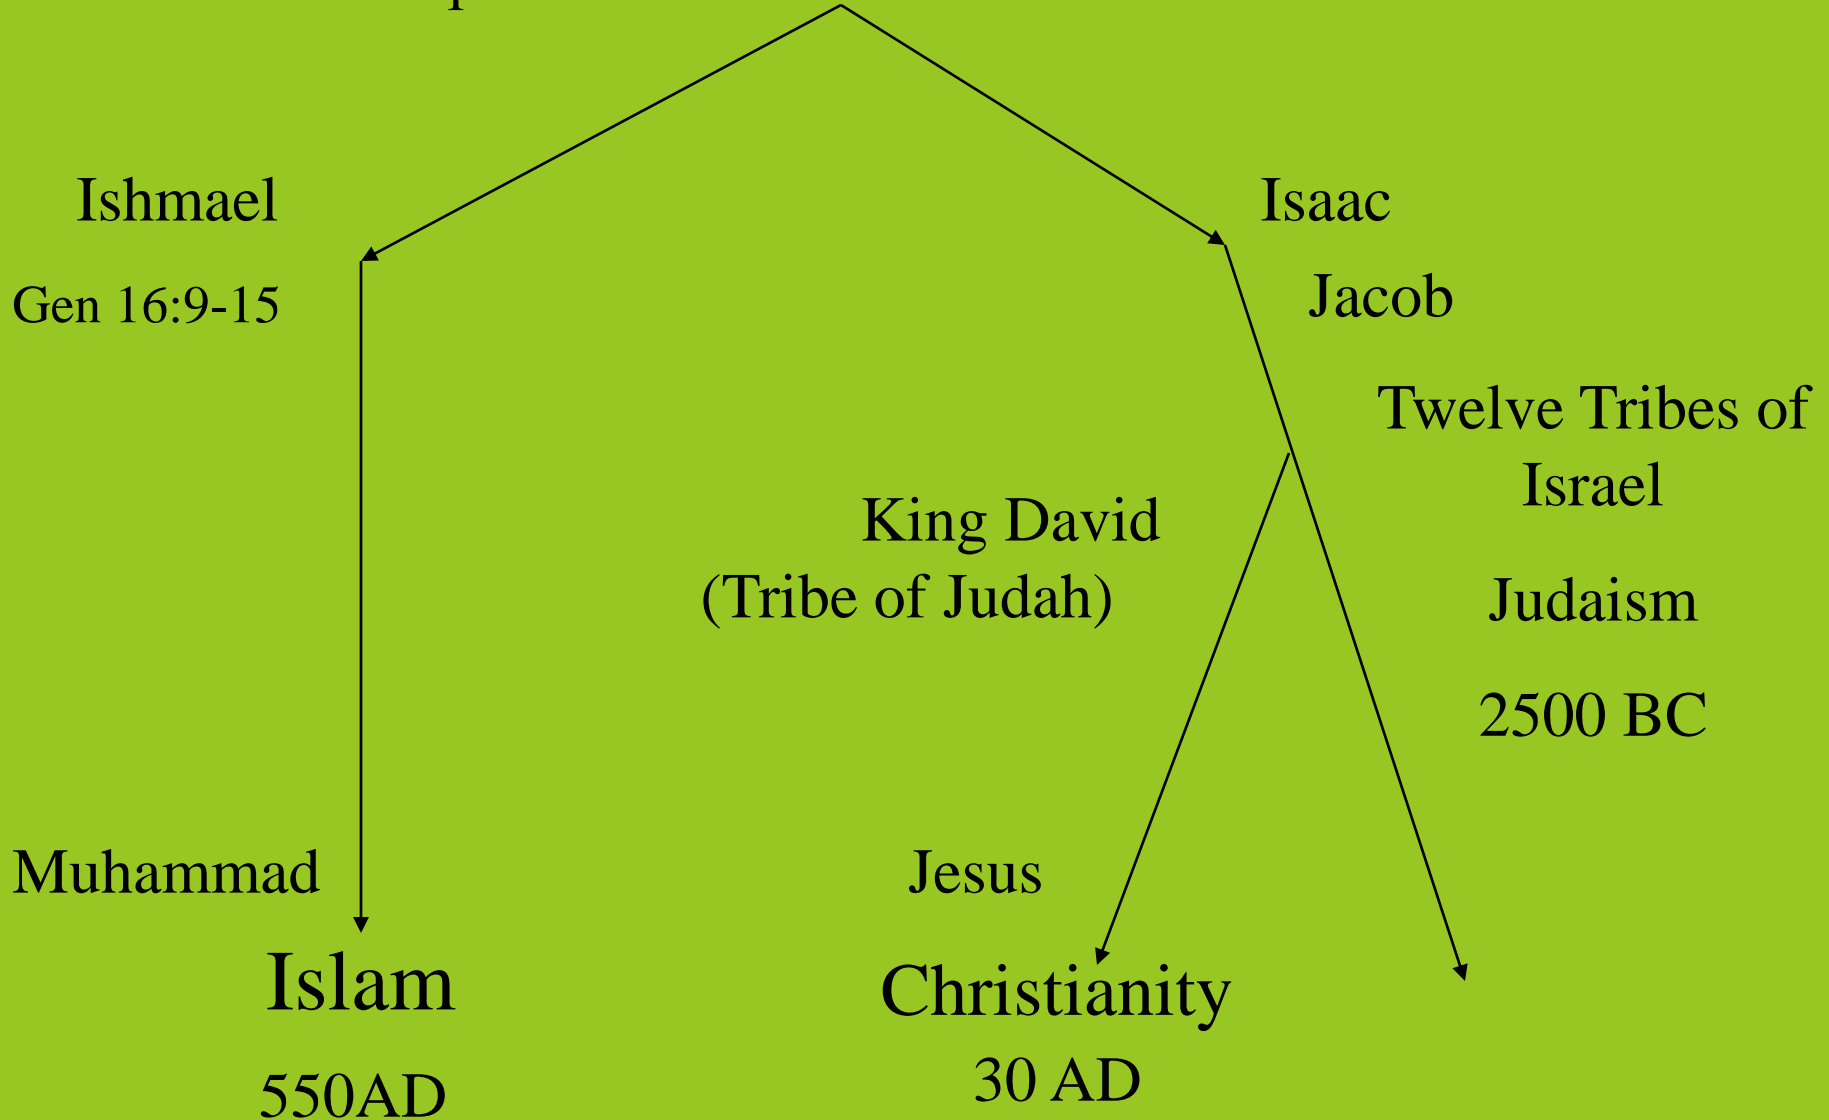 Ishmael
Isaac
Gen 16:9-15
Jacob
Twelve Tribes of
Israel
King David
(Tribe of Judah)
Judaism
2500 BC
Muhammad
Jesus
Islam
Christianity
550AD
30 AD